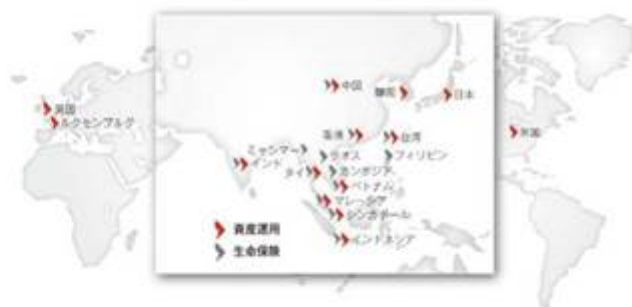 中国
韓国
日本
英国
ルクセンブルグ
米国
香港
台湾
ミャンマー
ラオス
フィリピン
インド
タイ
カンボジア
ベトナム
マレーシア
シンガポール
インドネシア
資産運用
生命保険